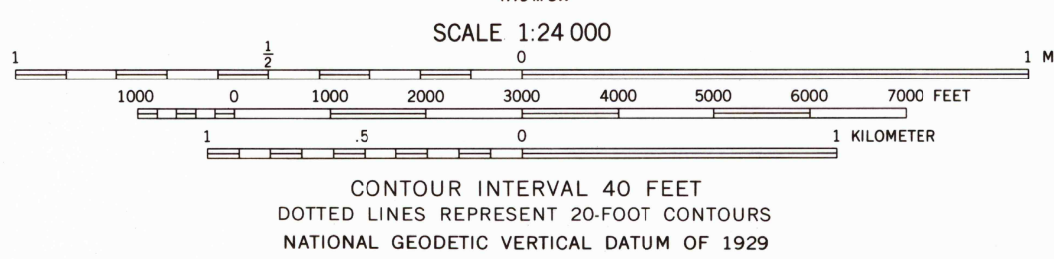 SCALE 1:24 000
1 1/2 0 1 M
1000 0 1000 2000 3000 4000 5000 6000 7000 FEET
1 .5 0 1 KILOMETER
CONTOUR INTERVAL 40 FEET
DOTTED LINES REPRESENT 20-FOOT CONTOURS
NATIONAL GEODETIC VERTICAL DATUM OF 1929